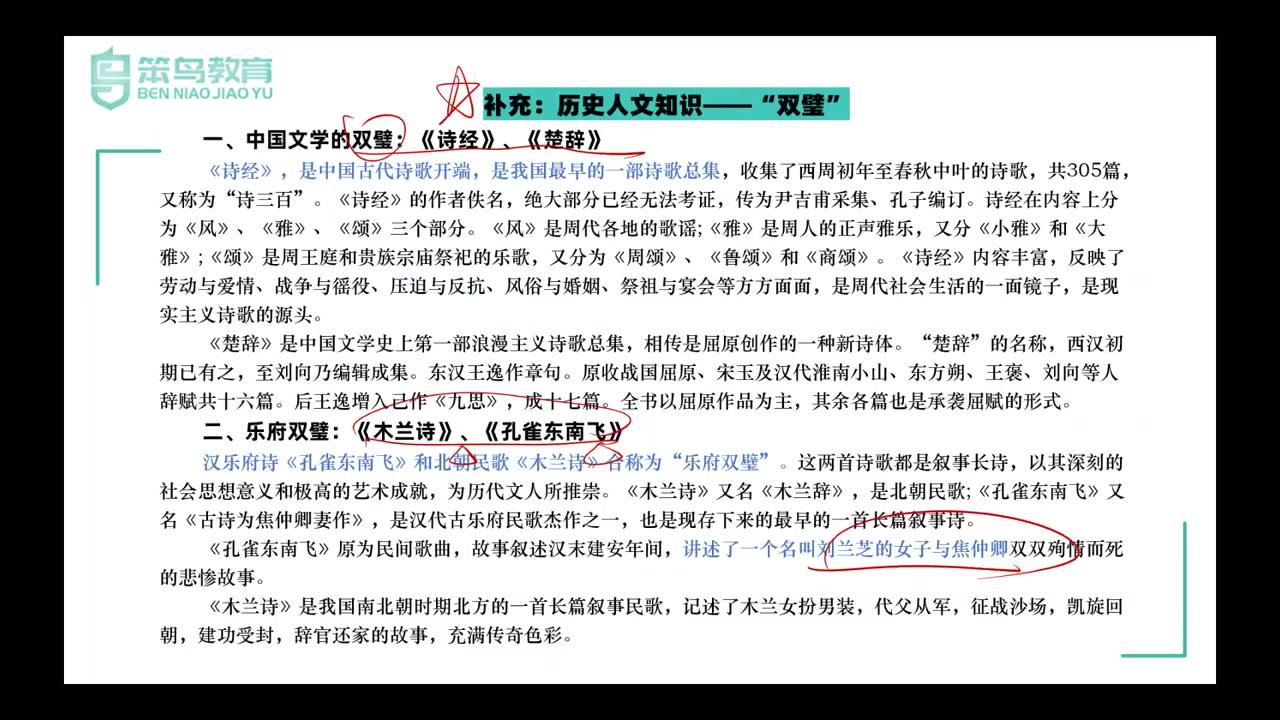 笨鸟教育
BEN NIAO JIAO YU
补充：历史人文知识——“双璧”
一、中国文学的双璧：《诗经》、《楚辞》
《诗经》，是中国古代诗歌开端，是我国最早的一部诗歌总集，收集了西周初年至春秋中叶的诗歌，共305篇，
又称为“诗三百”。《诗经》的作者佚名，绝大部分已经无法考证，传为尹吉甫采集、孔子编订。诗经在内容上分
为《风》、《雅》、《颂》三个部分。《风》是周代各地的歌谣;《雅》是周人的正声雅乐，又分《小雅》和《大
雅》;《颂》是周王庭和贵族宗庙祭祀的乐歌，又分为《周颂》、《鲁颂》和《商颂》。《诗经》内容丰富，反映了
劳动与爱情、战争与徭役、压迫与反抗、风俗与婚姻、祭祖与宴会等方方面面，是周代社会生活的一面镜子，是现
实主义诗歌的源头。
《楚辞》是中国文学史上第一部浪漫主义诗歌总集，相传是屈原创作的一种新诗体。“楚辞”的名称，西汉初
期已有之，至刘向乃编辑成集。东汉王逸作章句。原收战国屈原、宋玉及汉代淮南小山、东方朔、王褒、刘向等人
辞赋共十六篇。后王逸增入己作《九思》，成十七篇。全书以屈原作品为主，其余各篇也是承袭屈赋的形式。
二、乐府双璧：《木兰诗》、《孔雀东南飞》
汉乐府诗《孔雀东南飞》和北朝民歌《木兰诗》合称为“乐府双璧”。这两首诗歌都是叙事长诗，以其深刻的
社会思想意义和极高的艺术成就，为历代文人所推崇。《木兰诗》又名《木兰辞》，是北朝民歌;《孔雀东南飞》又
名《古诗为焦仲卿妻作》，是汉代古乐府民歌杰作之一，也是现存下来的最早的一首长篇叙事诗。
《孔雀东南飞》原为民间歌曲，故事叙述汉末建安年间，讲述了一个名叫刘兰芝的女子与焦仲卿双双殉情而死
的悲惨故事。
《木兰诗》是我国南北朝时期北方的一首长篇叙事民歌，记述了木兰女扮男装，代父从军，征战沙场，凯旋回
朝，建功受封，辞官还家的故事，充满传奇色彩。